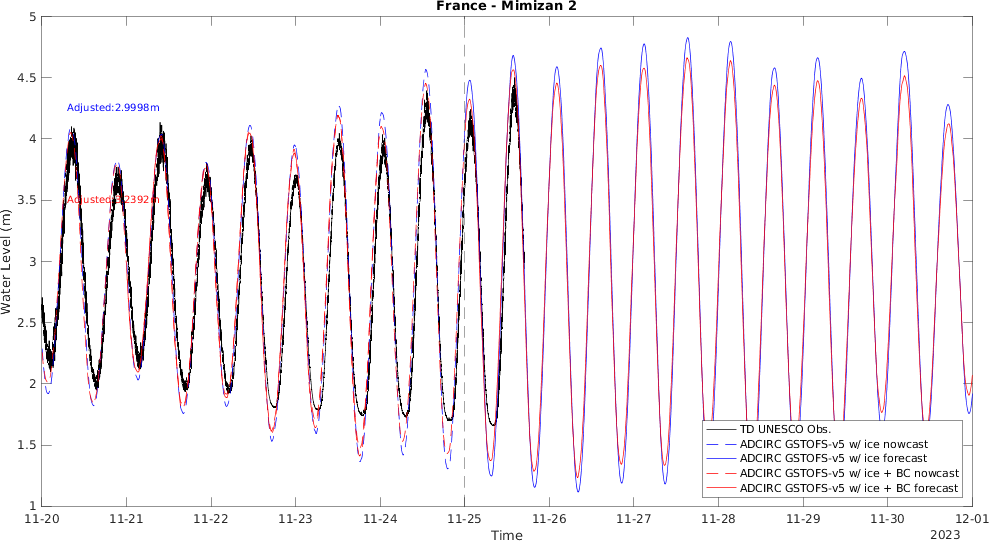 France - Mimizan 2
Water Level (m)
5
4.5
4
3.5
3
2.5
2
1.5
1
Adjusted:2.9998m
Adjusted:3.2392m
TD UNESCO Obs.
ADCIRC GSTOFS-v5 w/ ice nowcast
ADCIRC GSTOFS-v5 w/ ice forecast
ADCIRC GSTOFS-v5 w/ ice + BC nowcast
ADCIRC GSTOFS-v5 w/ ice + BC forecast
11-20 11-21 11-22 11-23 11-24 11-25 11-26 11-27 11-28 11-29 11-30 12-01
Time
2023